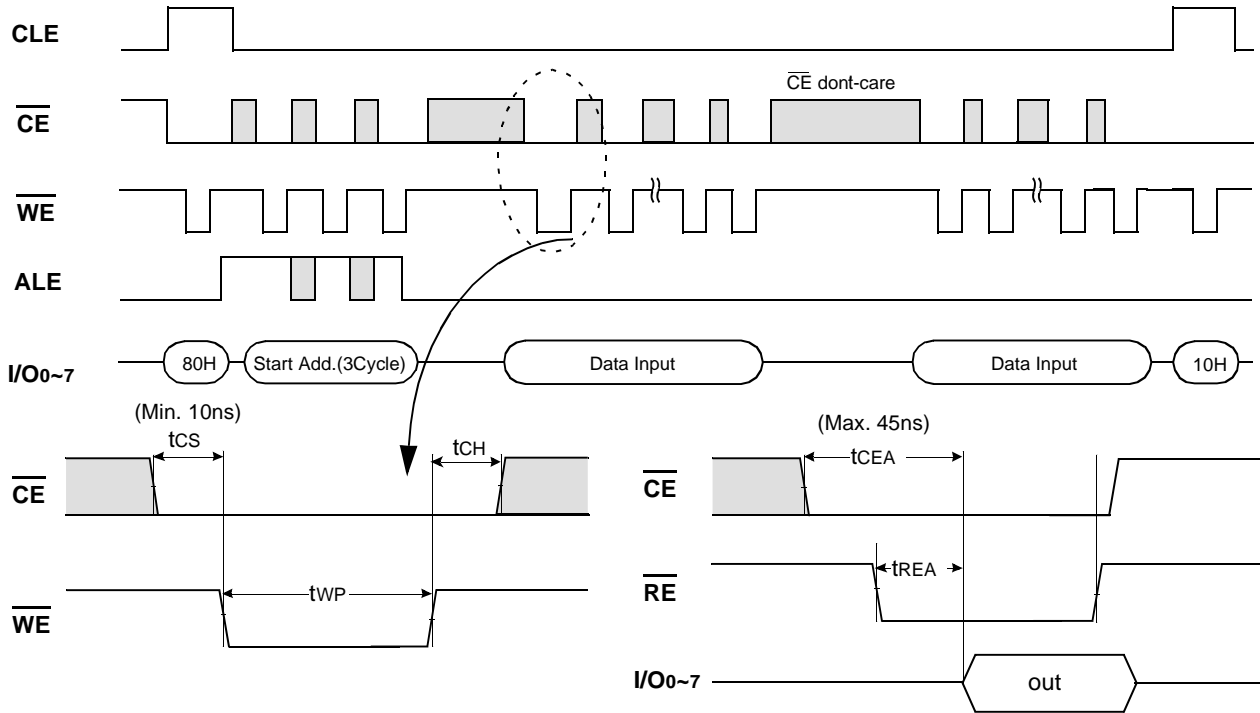 CLE
CE dont-care
CE
WE
ALE
I/O0~7
80H
Start Add.(3Cycle)
Data Input
Data Input
10H
(Min. 10ns)
tCS
tCH
CE
tWP
WE
(Max. 45ns)
tCEA
CE
tREA
RE
I/O0~7
out